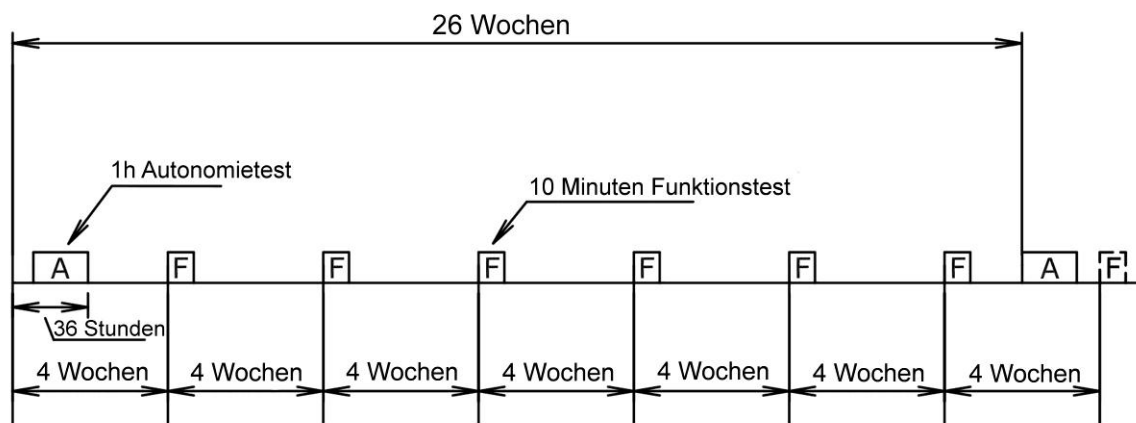 26 Wochen
1h Autonomietest
10 Minuten Funktionstest
A F F F F F F A F
36 Stunden
4 Wochen 4 Wochen 4 Wochen 4 Wochen 4 Wochen 4 Wochen 4 Wochen